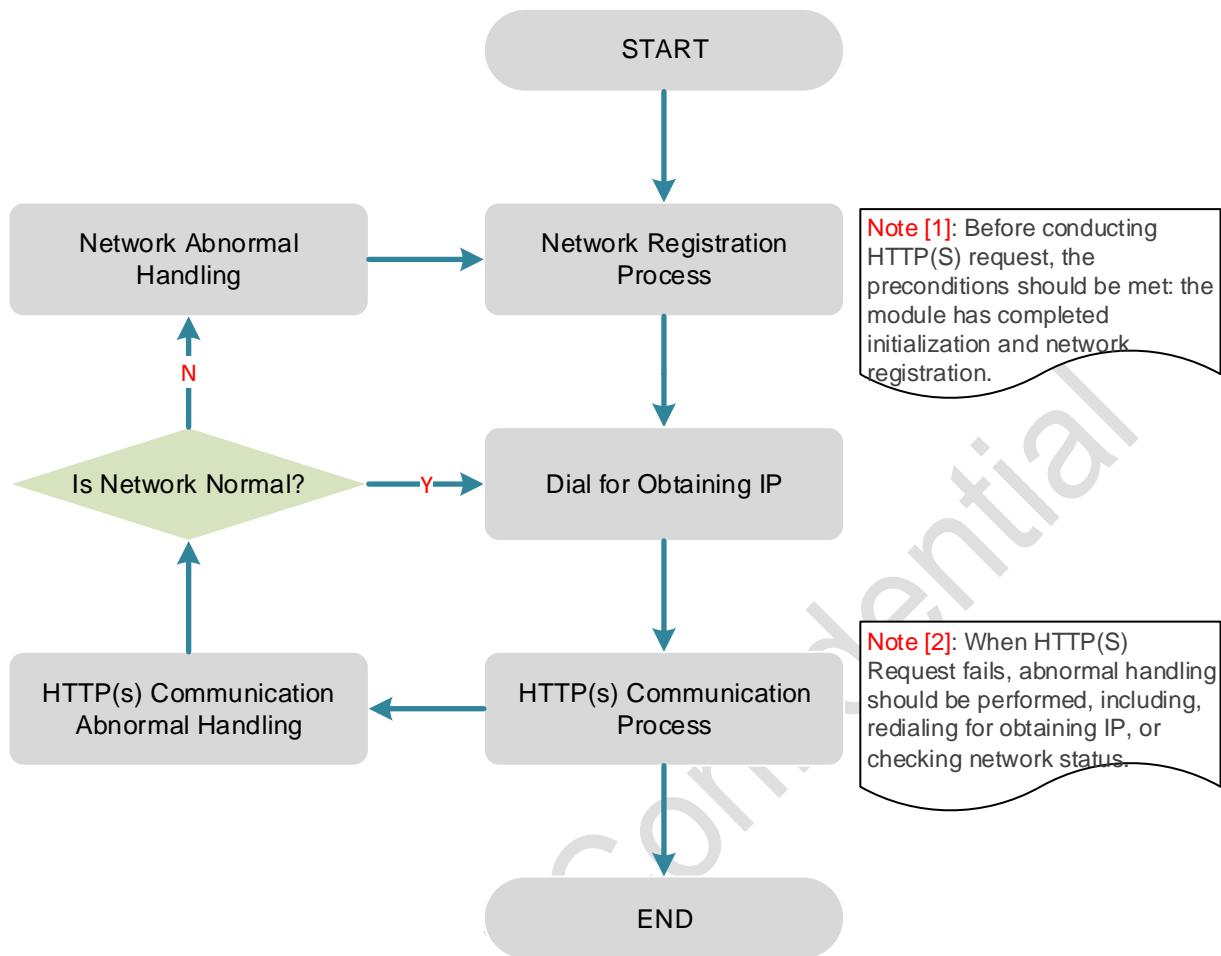 START
Network Abnormal
Handling
Network Registration
Process
Note [1]: Before conducting
HTTP(S) request, the
preconditions should be met: the
module has completed
initialization and network
registration.
N
Is Network Normal?
Y
Dial for Obtaining IP
HTTP(s) Communication
Abnormal Handling
HTTP(s) Communication
Process
Note [2]: When HTTP(S)
Request fails, abnormal handling
should be performed, including,
redialing for obtaining IP, or
checking network status.
END
Confidential